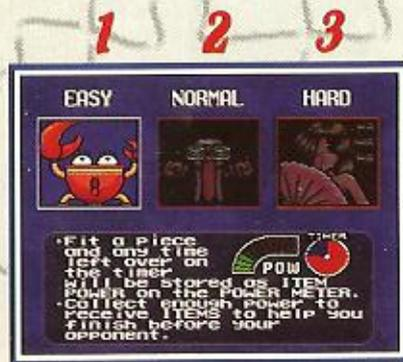 1 2 3
EASY NORMAL HARD
•Fit a piece
and any time
left over on
the timer
will be stored as ITEM
POWER on the POWER METER.
•Collect enough power to
receive ITEMS to help you
finish before your
opponent.
POW
TIMER
8